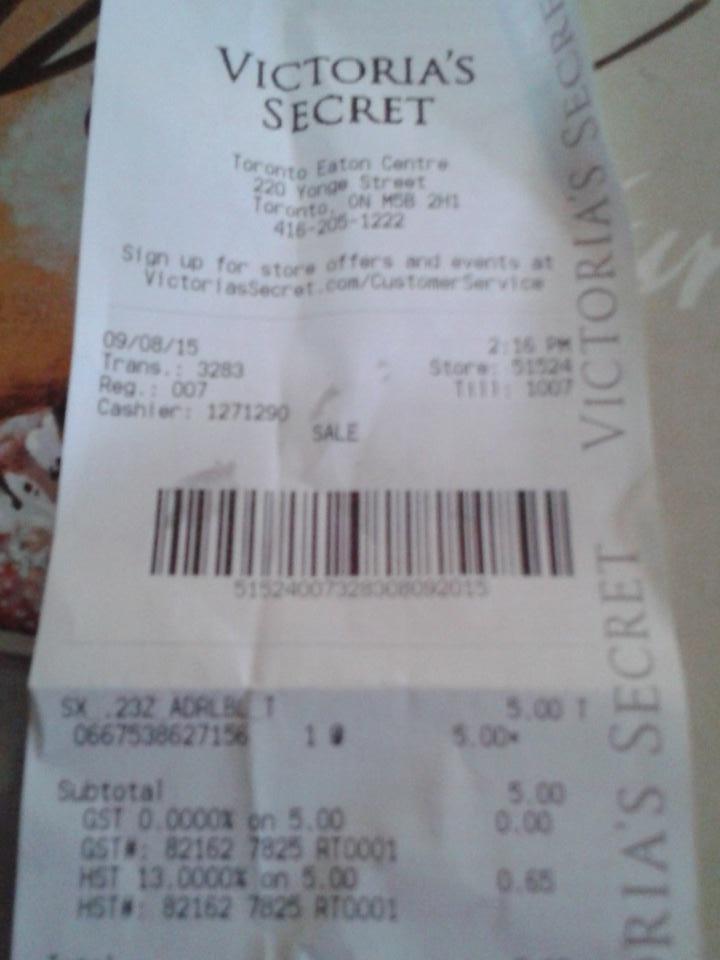 VICTORIA'S
SECRET
Toronto Eaton Centre
220 Yonge Street
Toronto, ON M5B 2H1
416-205-1222
Sign up for store offers and events at
VictoriasSecret.com/CustomerService
09/08/15 2:16 PM
Trans.: 3283 Store: 51524
Reg.: 007 Till: 1007
Cashier: 1271290
SALE
SX .23Z ADRLBL T 5.00 T
0667538627156 1 @ 5.00*
Subtotal 5.00
GST 0.0000% on 5.00 0.00
GST#: 82162 7825 RT0001
HST 13.0000% on 5.00 0.65
HST#: 82162 7825 RT0001
VICTORIA'S SECRET
VICTORIA'S SECRET